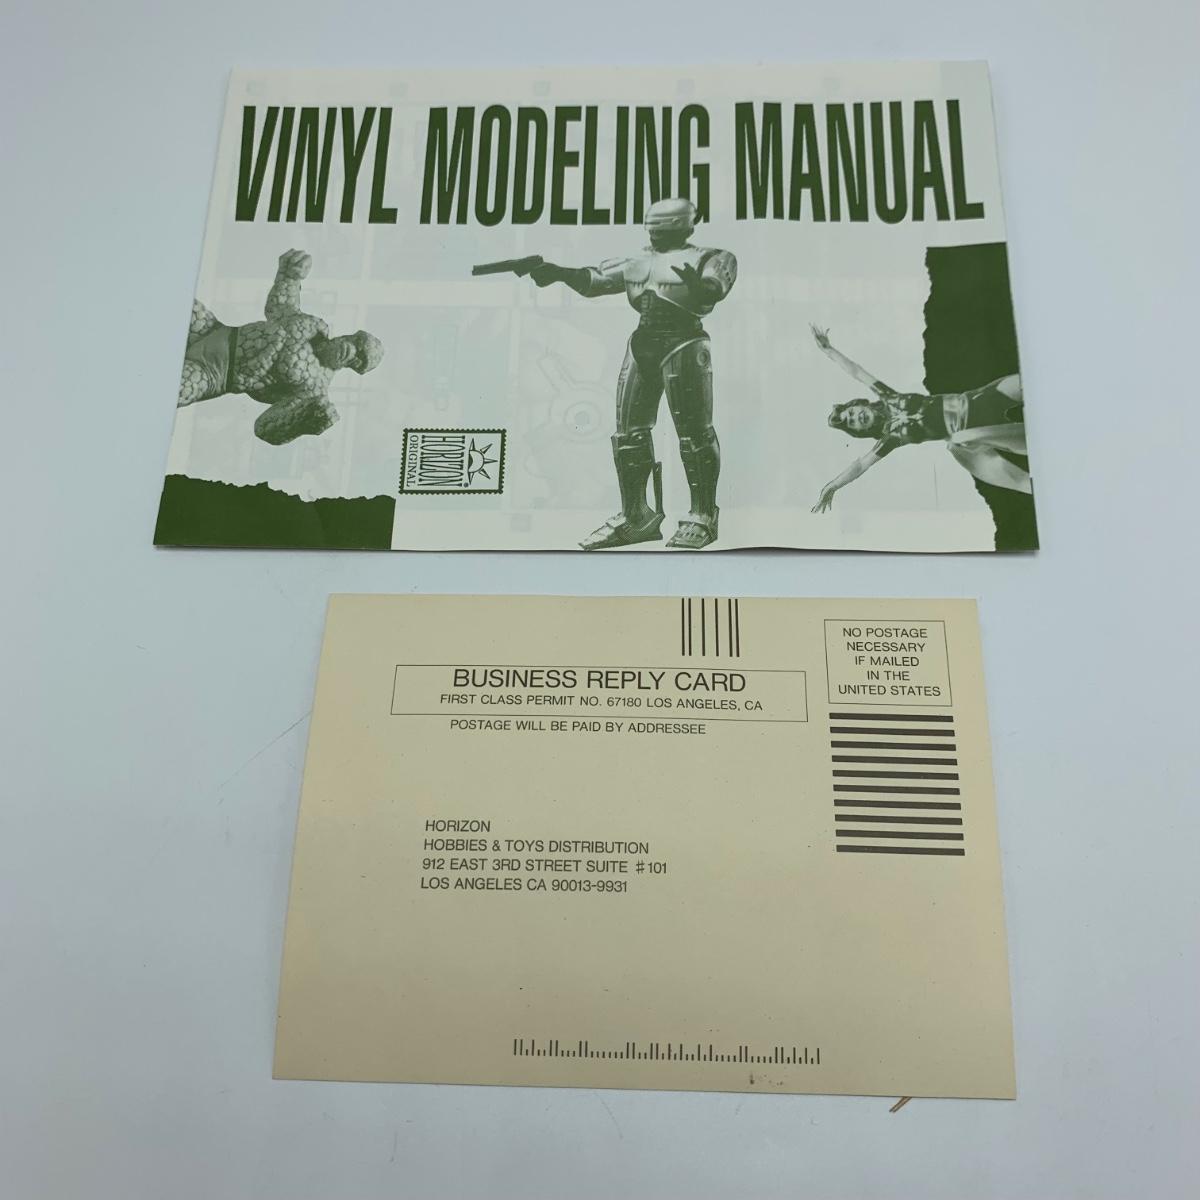 VINYL MODELING MANUAL
HORIZON®
ORIGINAL
BUSINESS REPLY CARD
FIRST CLASS PERMIT NO. 67180 LOS ANGELES, CA
POSTAGE WILL BE PAID BY ADDRESSEE
NO POSTAGE
NECESSARY
IF MAILED
IN THE
UNITED STATES
HORIZON
HOBBIES & TOYS DISTRIBUTION
912 EAST 3RD STREET SUITE #101
LOS ANGELES CA 90013-9931